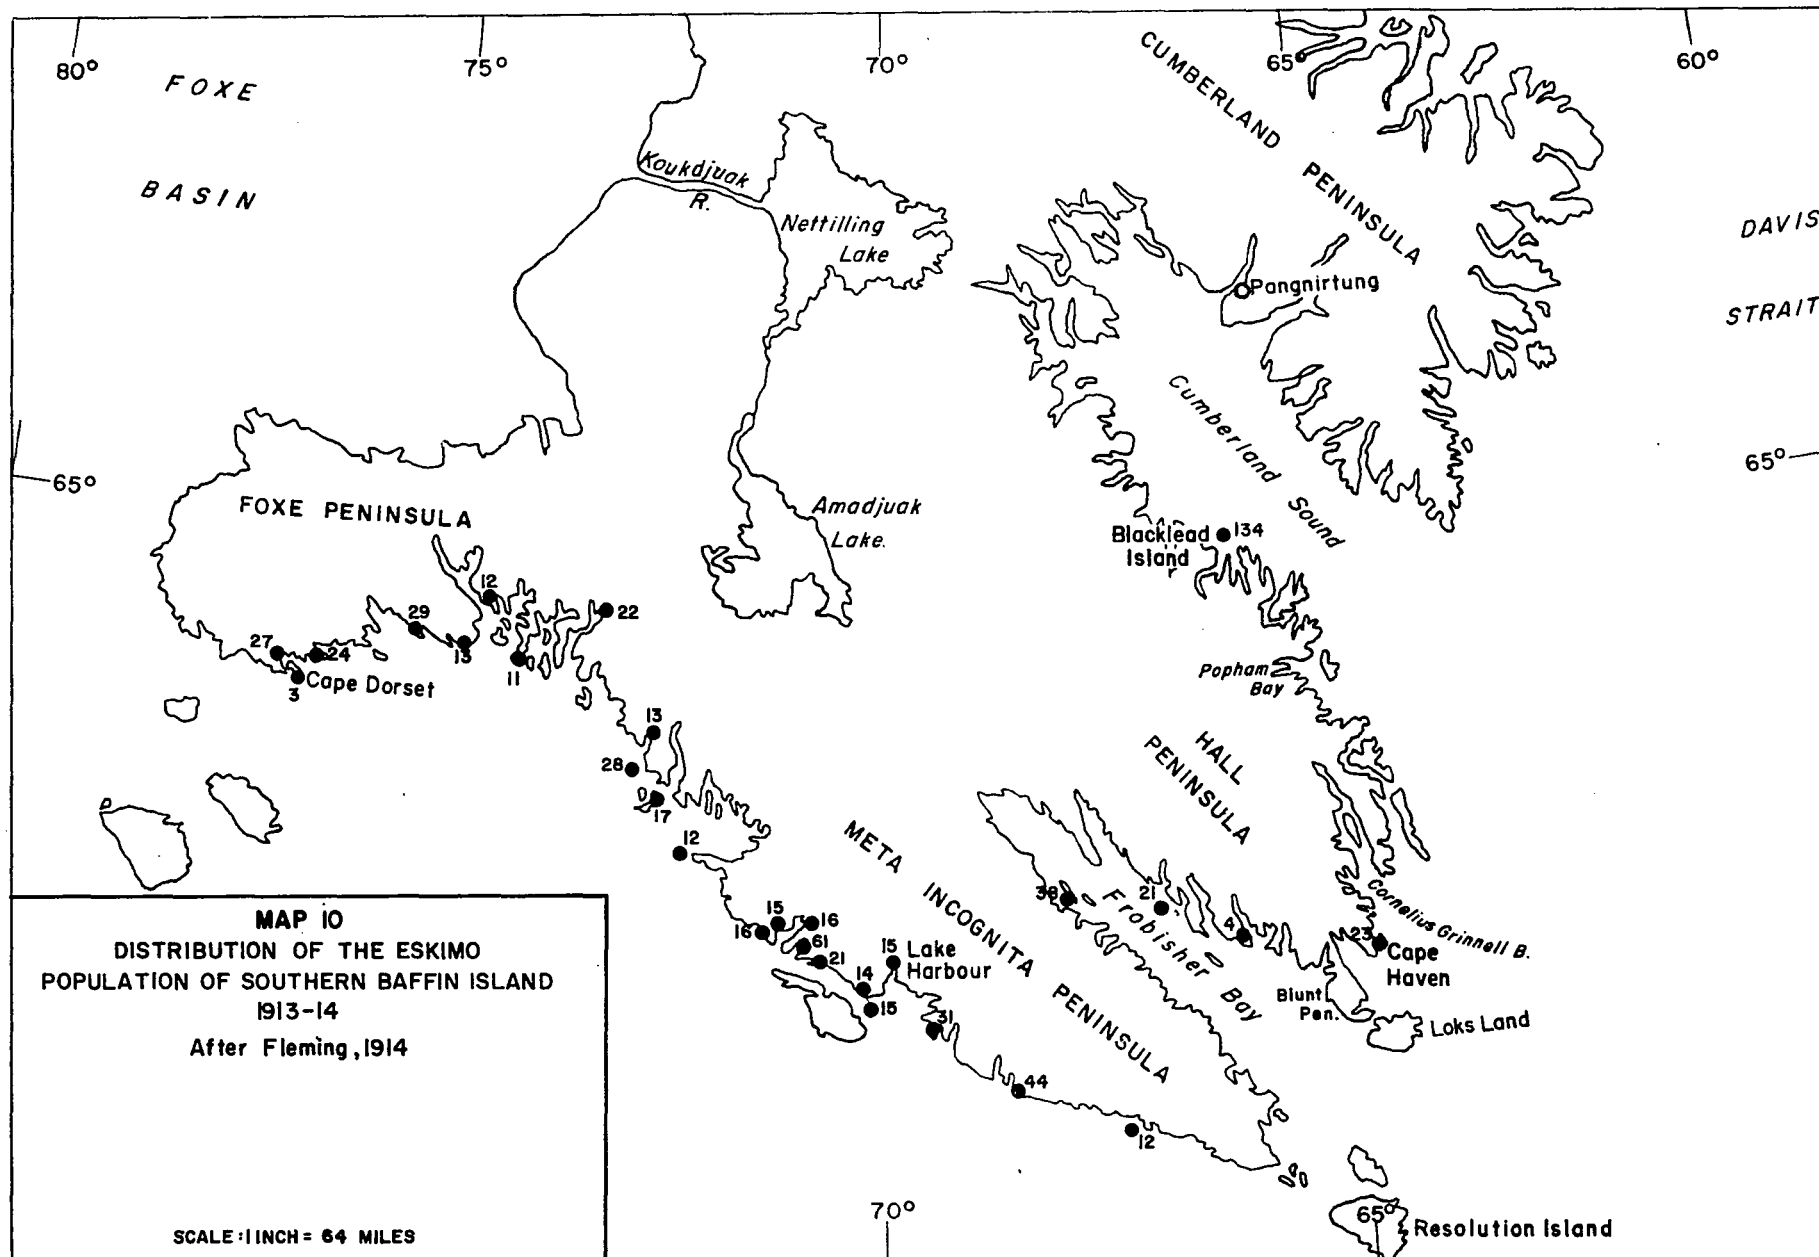 80°
75°
70°
65°
60°
FOXE
BASIN
CUMBERLAND PENINSULA
Koukdjuak
R.
Nettilling
Lake
DAVIS
STRAIT
Pangnirtung
Cumberland Sound
65°
65°
FOXE PENINSULA
Amadjuak
Lake.
Blacklead
Island
134
12
29
22
27
24
13
11
3
Cape Dorset
Popham
Bay
13
28
17
12
HALL
PENINSULA
META INCOGNITA PENINSULA
Frobisher Bay
21
4
Cornelius Grinnell B.
23
Cape
Haven
15
16
16
61
21
15
Lake
Harbour
14
15
31
Blunt
Pen.
Loks Land
44
12
70°
65°
Resolution Island
MAP 10
DISTRIBUTION OF THE ESKIMO
POPULATION OF SOUTHERN BAFFIN ISLAND
1913-14
After Fleming, 1914
SCALE: 1 INCH = 64 MILES